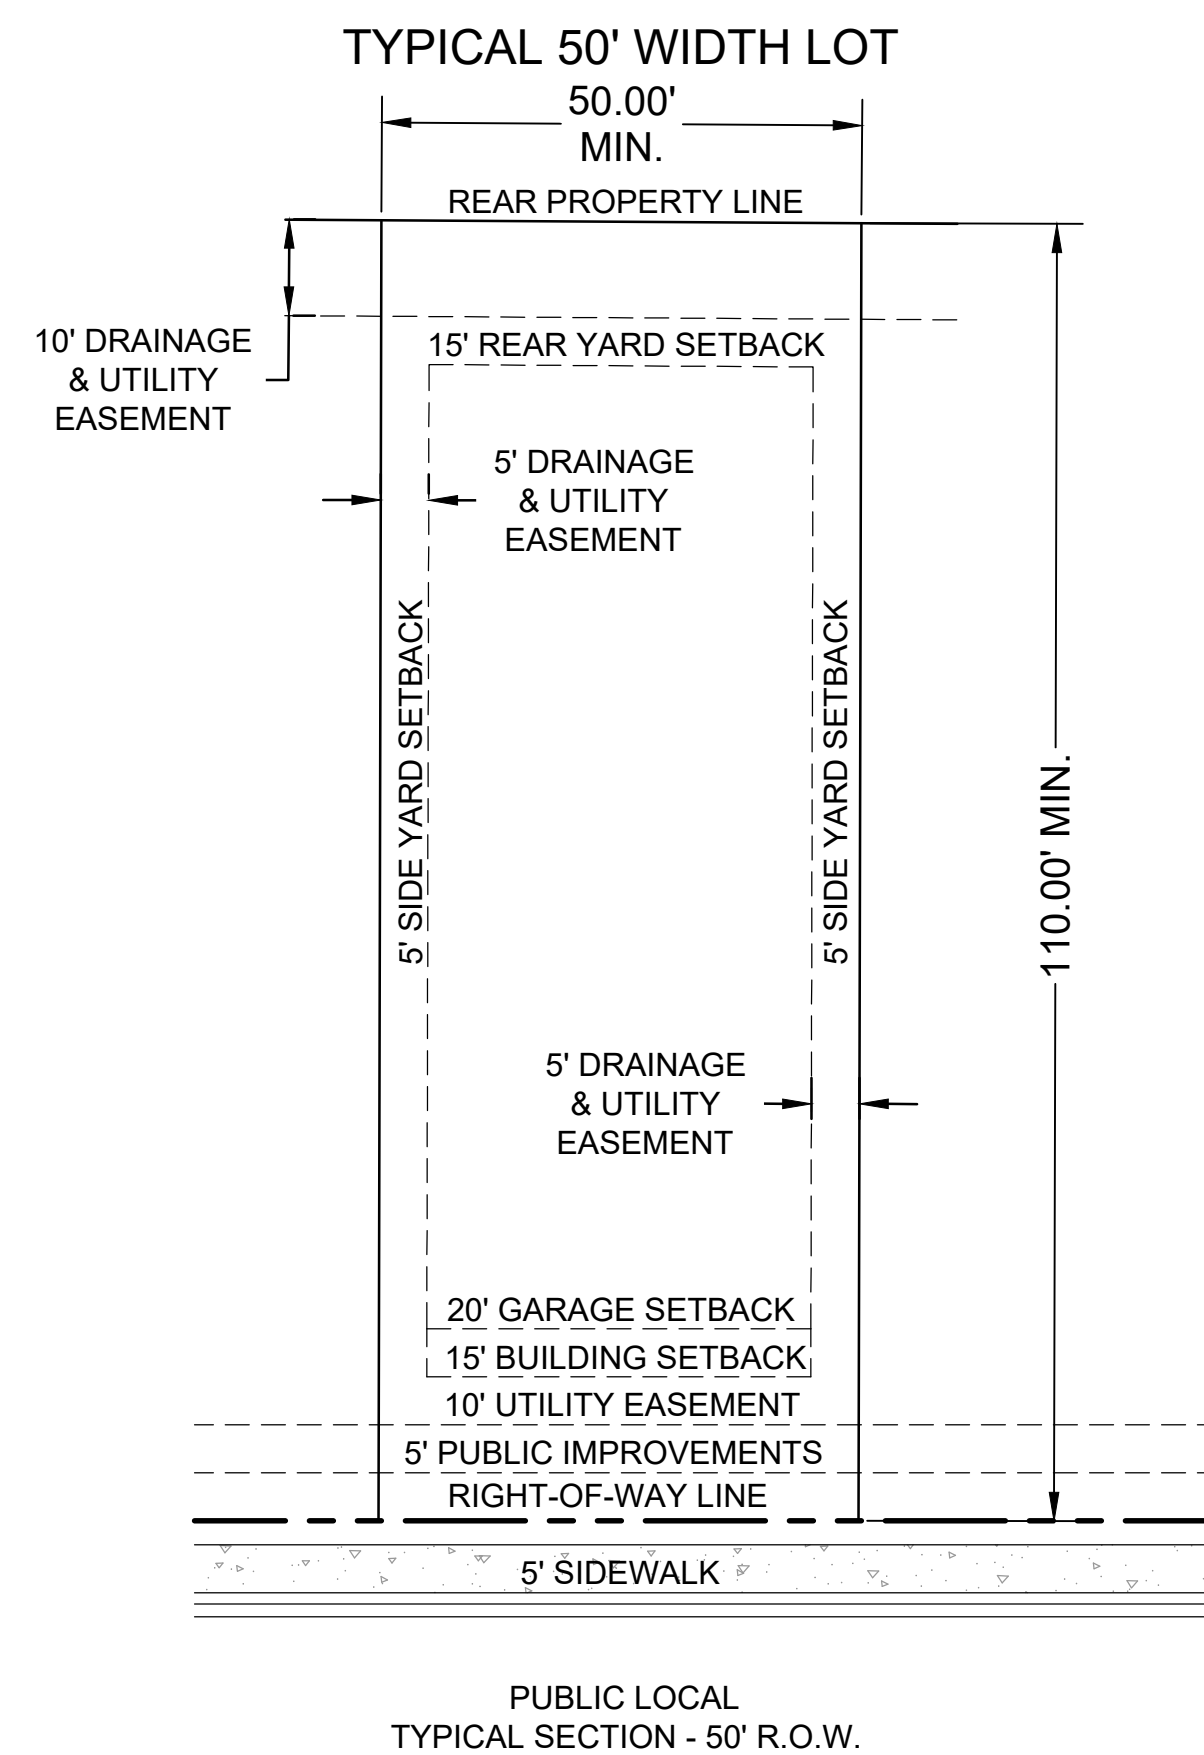 TYPICAL 50' WIDTH LOT
50.00'
MIN.
REAR PROPERTY LINE
10' DRAINAGE
& UTILITY
EASEMENT
15' REAR YARD SETBACK
5' DRAINAGE
& UTILITY
EASEMENT
5' SIDE YARD SETBACK
5' SIDE YARD SETBACK
110.00' MIN.
5' DRAINAGE
& UTILITY
EASEMENT
20' GARAGE SETBACK
15' BUILDING SETBACK
10' UTILITY EASEMENT
5' PUBLIC IMPROVEMENTS
RIGHT-OF-WAY LINE
5' SIDEWALK
PUBLIC LOCAL
TYPICAL SECTION - 50' R.O.W.